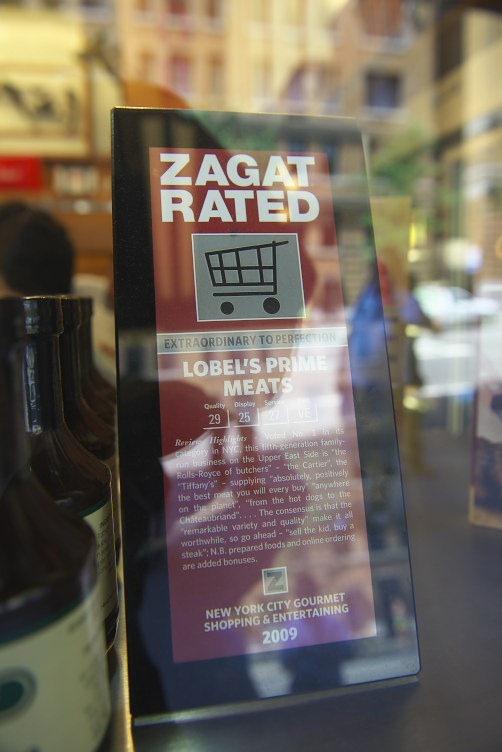 ZAGAT
RATED
EXTRAORDINARY TO PERFECTION
LOBEL'S PRIME
MEATS
Quality Display Service
29 25 27 VE
Review Highlights Voted No. 1 in its
category in NYC, this fifth-generation family-
run business on the Upper East Side is "the
Rolls-Royce of butchers" – "the Cartier", the
"Tiffany's" – supplying "absolutely, positively
the best meat you will every buy" "anywhere
on the planet", "from the hot dogs to the
Chateaubriand". . . . The consensus is that the
"remarkable variety and quality" make it all
worthwhile, so go ahead – "sell the kid, buy a
steak"; N.B. prepared foods and online ordering
are added bonuses.
Z
NEW YORK CITY GOURMET
SHOPPING & ENTERTAINING
2009